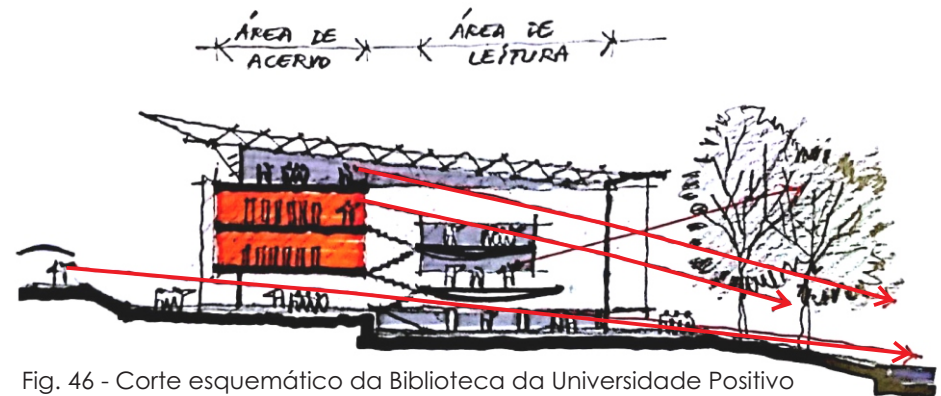 ÁREA DE
ACERVO
ÁREA DE
LEITURA
Fig. 46 - Corte esquemático da Biblioteca da Universidade Positivo